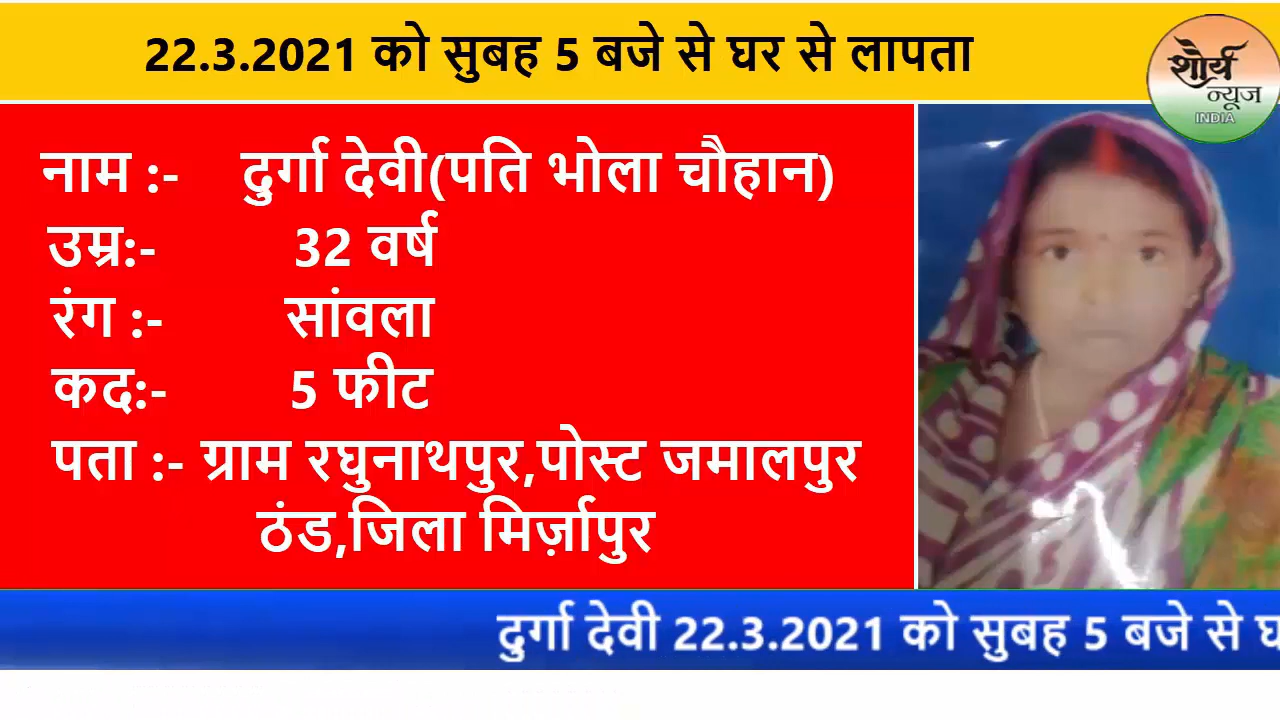 22.3.2021 को सुबह 5 बजे से घर से लापता
शौर्य
न्यूज
INDIA
नाम :- दुर्गा देवी(पति भोला चौहान)
उम्र:- 32 वर्ष
रंग :- सांवला
कद:- 5 फीट
पता :- ग्राम रघुनाथपुर,पोस्ट जमालपुर
ठंड,जिला मिर्ज़ापुर
दुर्गा देवी 22.3.2021 को सुबह 5 बजे से घ